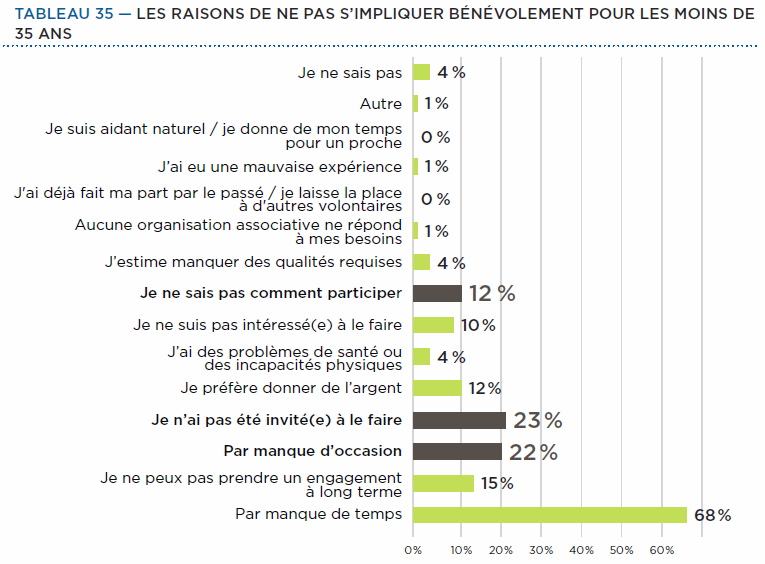 TABLEAU 35 — LES RAISONS DE NE PAS S’IMPLIQUER BÉNÉVOLEMENT POUR LES MOINS DE
35 ANS
Je ne sais pas 4 %
Autre 1 %
Je suis aidant naturel / je donne de mon temps
pour un proche 0 %
J’ai eu une mauvaise expérience 1 %
J'ai déjà fait ma part par le passé / je laisse la place
à d'autres volontaires 0 %
Aucune organisation associative ne répond
à mes besoins 1 %
J’estime manquer des qualités requises 4 %
Je ne sais pas comment participer 12 %
Je ne suis pas intéressé(e) à le faire 10 %
J’ai des problèmes de santé ou
des incapacités physiques 4 %
Je préfère donner de l’argent 12 %
Je n’ai pas été invité(e) à le faire 23 %
Par manque d’occasion 22 %
Je ne peux pas prendre un engagement
à long terme 15 %
Par manque de temps 68 %
0% 10% 20% 30% 40% 50% 60%